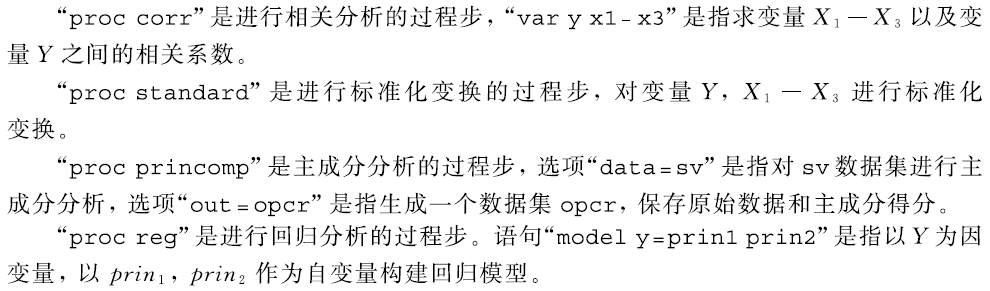 “proc corr”是进行相关分析的过程步，“var y x1-x3”是指求变量 X₁—X₃ 以及变
量 Y 之间的相关系数。
“proc standard”是进行标准化变换的过程步，对变量 Y，X₁—X₃ 进行标准化
变换。
“proc princomp”是主成分分析的过程步，选项“data=sv”是指对 sv 数据集进行主
成分分析，选项“out=opcr”是指生成一个数据集 opcr，保存原始数据和主成分得分。
“proc reg”是进行回归分析的过程步。语句“model y=prin1 prin2”是指以 Y 为因
变量，以 prin₁，prin₂ 作为自变量构建回归模型。